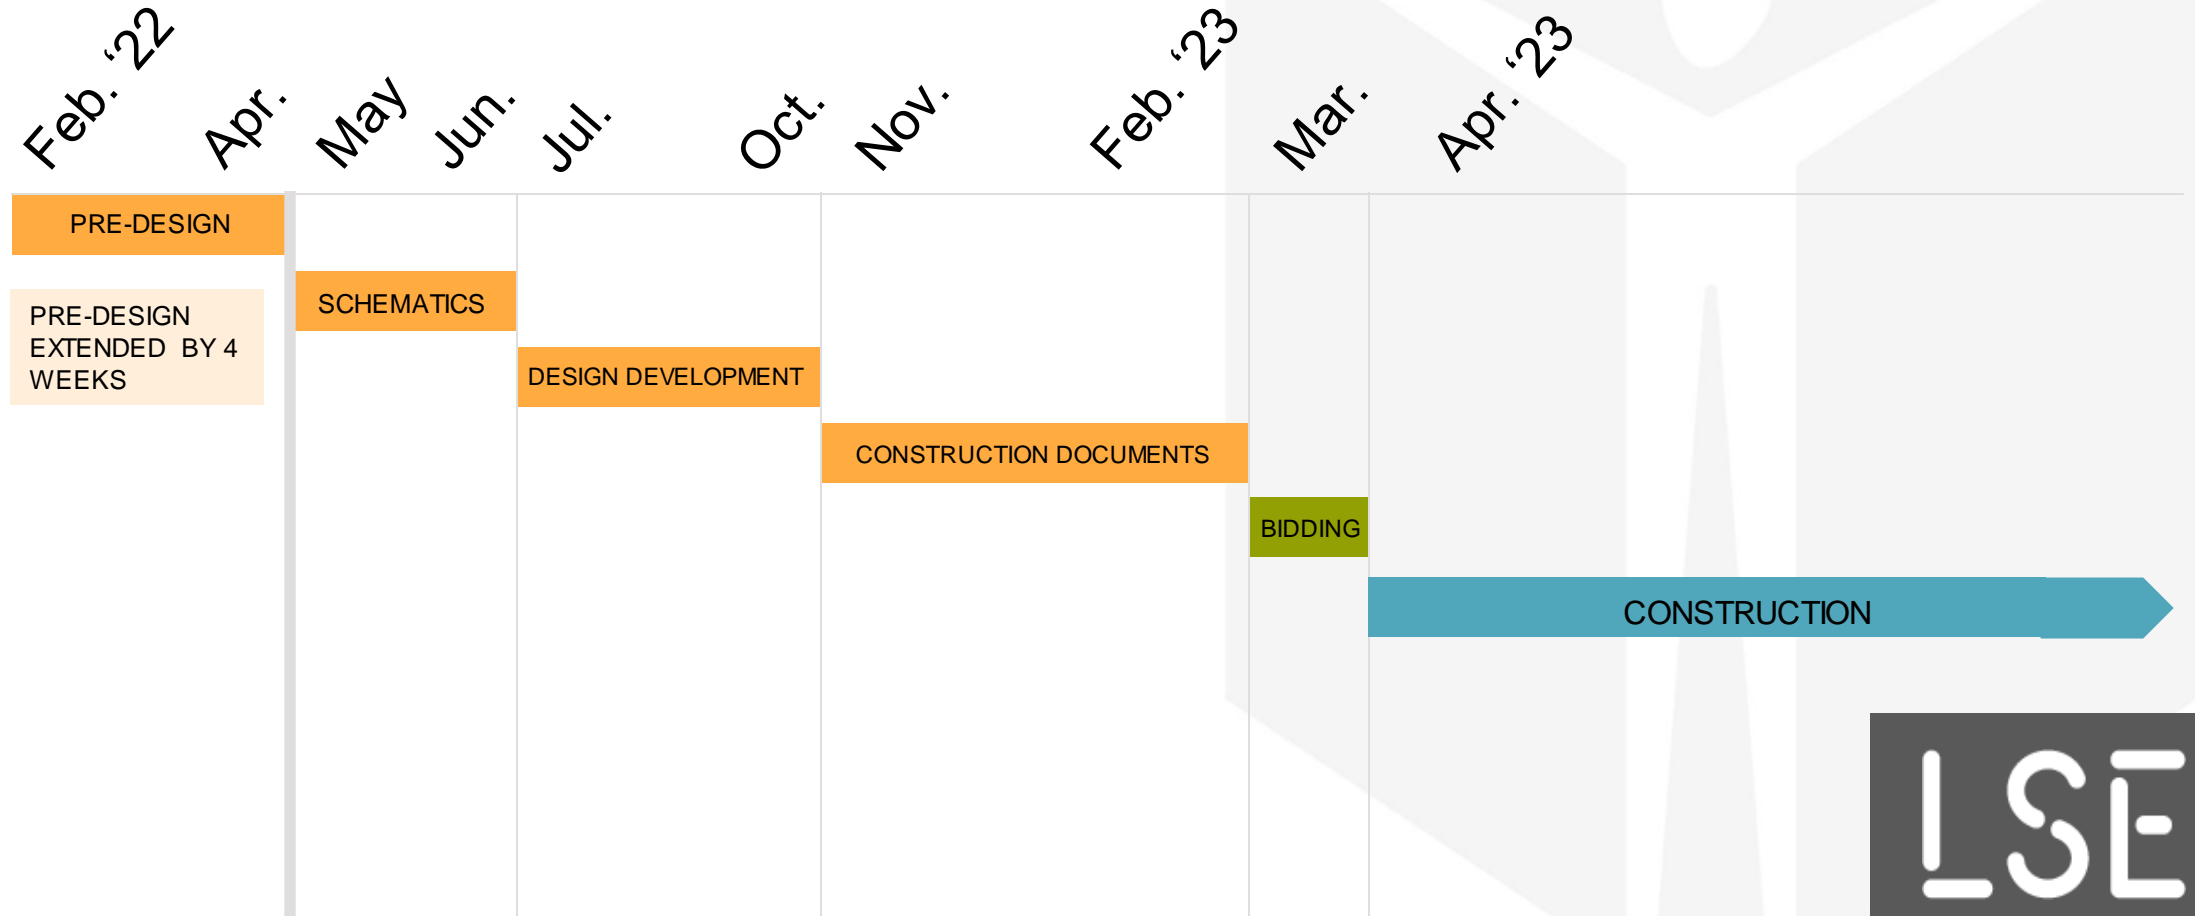 Feb. ‘22
Apr.
May
Jun.
Jul.
Oct.
Nov.
Feb. ‘23
Mar.
Apr. ‘23
PRE-DESIGN
SCHEMATICS
PRE-DESIGN
EXTENDED BY 4
WEEKS
DESIGN DEVELOPMENT
CONSTRUCTION DOCUMENTS
BIDDING
CONSTRUCTION
LSE